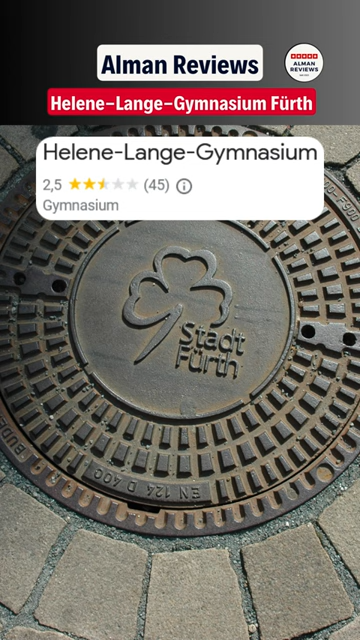 Alman Reviews
ALMAN
REVIEWS
Helene-Lange-Gymnasium Fürth
Helene-Lange-Gymnasium
2,5 ★★★★★ (45)
Gymnasium
Stadt
Fürth
EN 124 D 400